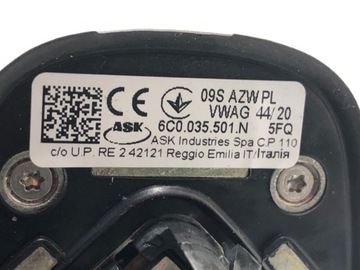 09S AZW PL
VWAG 44/20
CE
ASK
6C0.035.501.N 5FQ
ASK Industries Spa C.P 110
c/o U.P. RE 2 42121 Reggio Emilia IT/Італія